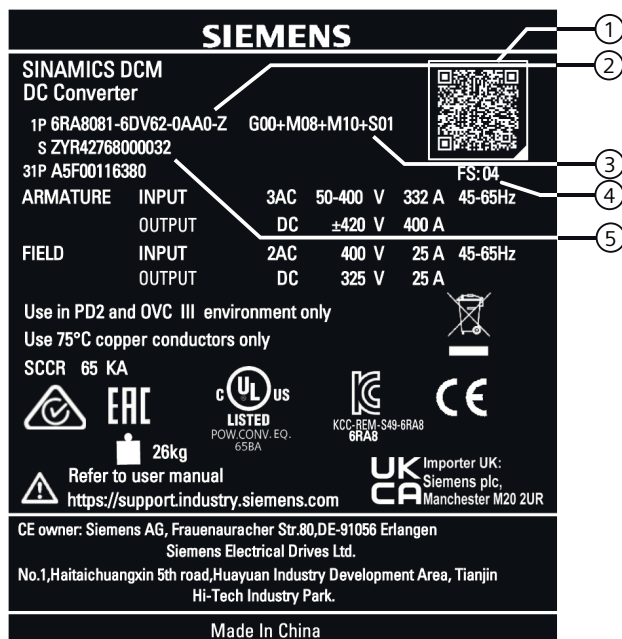 SIEMENS
SINAMICS DCM
DC Converter
1P 6RA8081-6DV62-0AA0-Z G00+M08+M10+S01
S ZYR42768000032
31P A5F00116380
FS: 04
ARMATURE INPUT 3AC 50-400 V 332 A 45-65Hz
OUTPUT DC ±420 V 400 A
FIELD INPUT 2AC 400 V 25 A 45-65Hz
OUTPUT DC 325 V 25 A
Use in PD2 and OVC III environment only
Use 75°C copper conductors only
SCCR 65 KA
EAC
C UL US
LISTED
POW.CONV. EQ.
65BA
KCC-REM-S49-6RA8
6RA8
CE
26kg
Refer to user manual
https://support.industry.siemens.com
UK
CA
Importer UK:
Siemens plc,
Manchester M20 2UR
CE owner: Siemens AG, Frauenauracher Str.80,DE-91056 Erlangen
Siemens Electrical Drives Ltd.
No.1,Haitaichuangxin 5th road,Huayuan Industry Development Area, Tianjin
Hi-Tech Industry Park.
Made In China
1
2
3
4
5